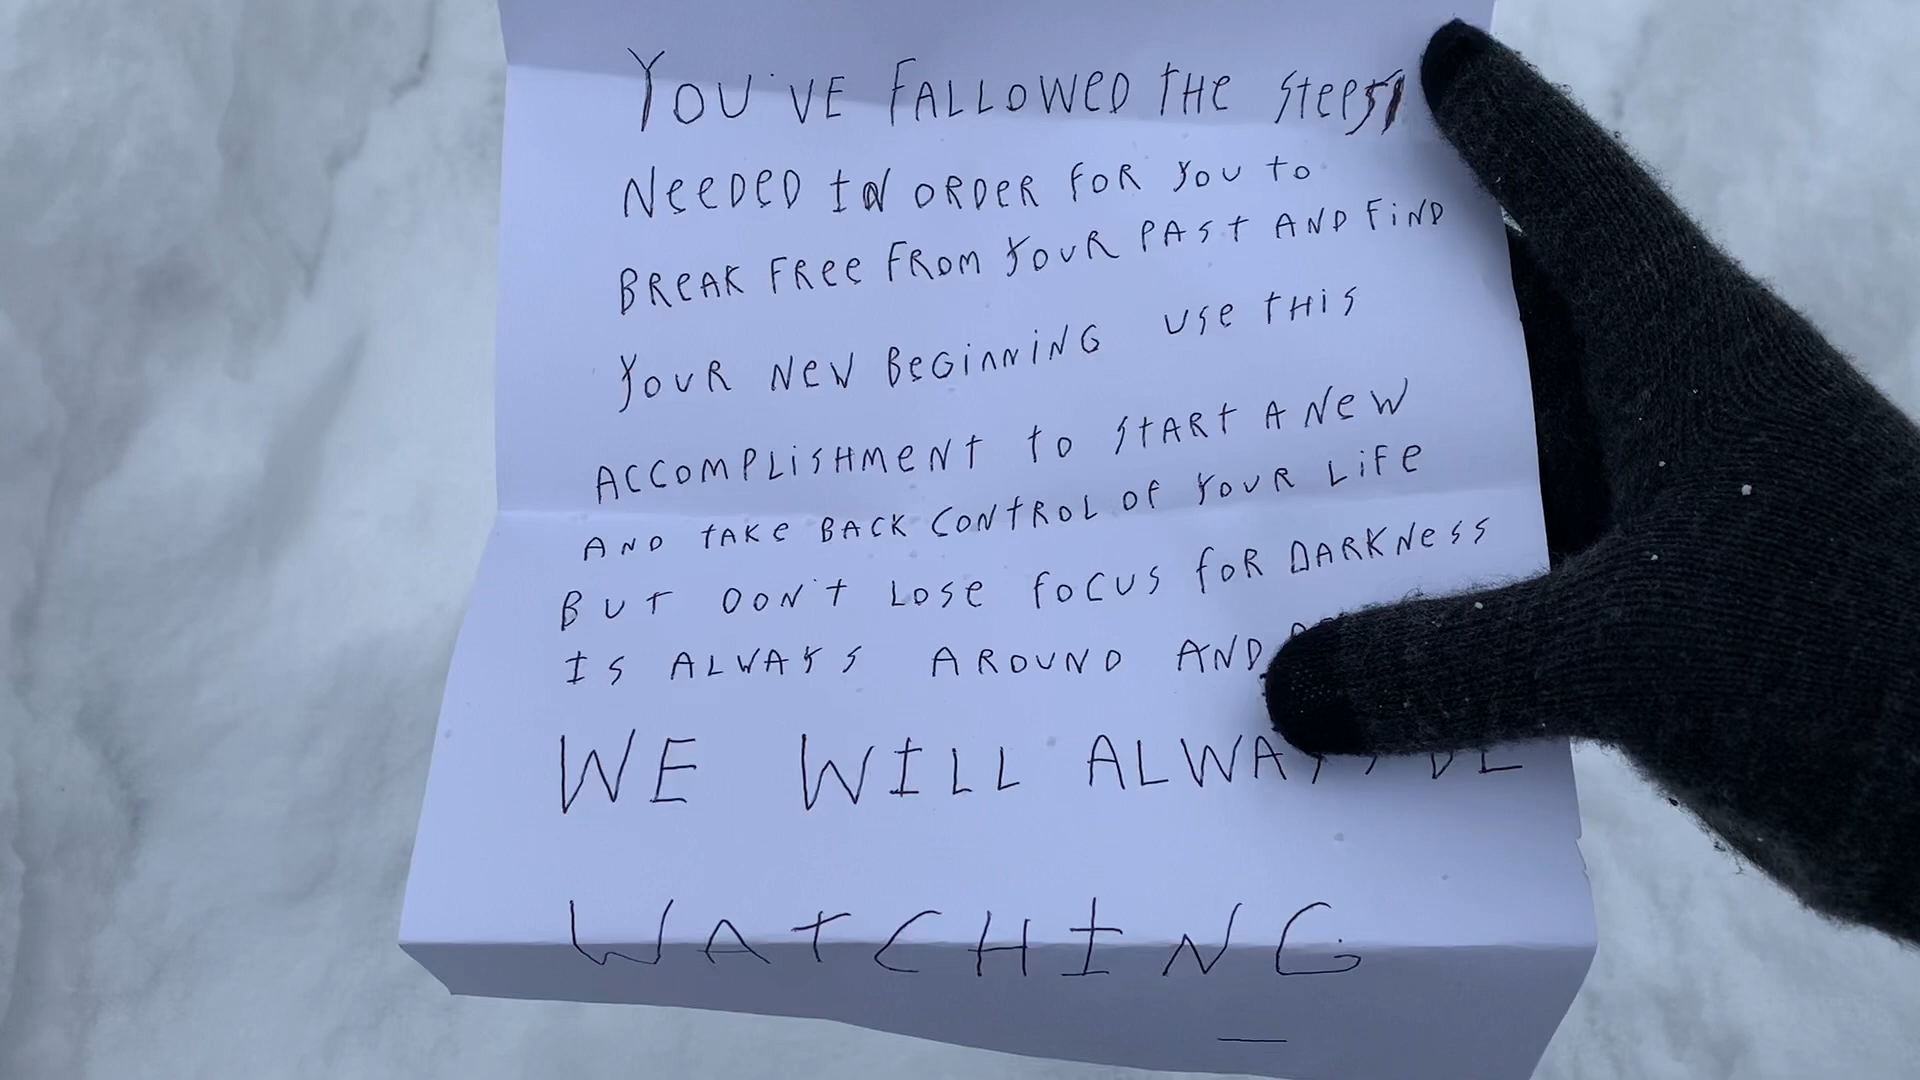 YOU'VE FALLOWED THE STEPS
NEEDED IN ORDER FOR YOU TO
BREAK FREE FROM YOUR PAST AND FIND
YOUR NEW BEGINNING USE THIS
ACCOMPLISHMENT TO START A NEW
AND TAKE BACK CONTROL OF YOUR LIFE
BUT DON'T LOSE FOCUS FOR DARKNESS
IS ALWAYS AROUND AND
WE WILL ALWAYS BE
WATCHING